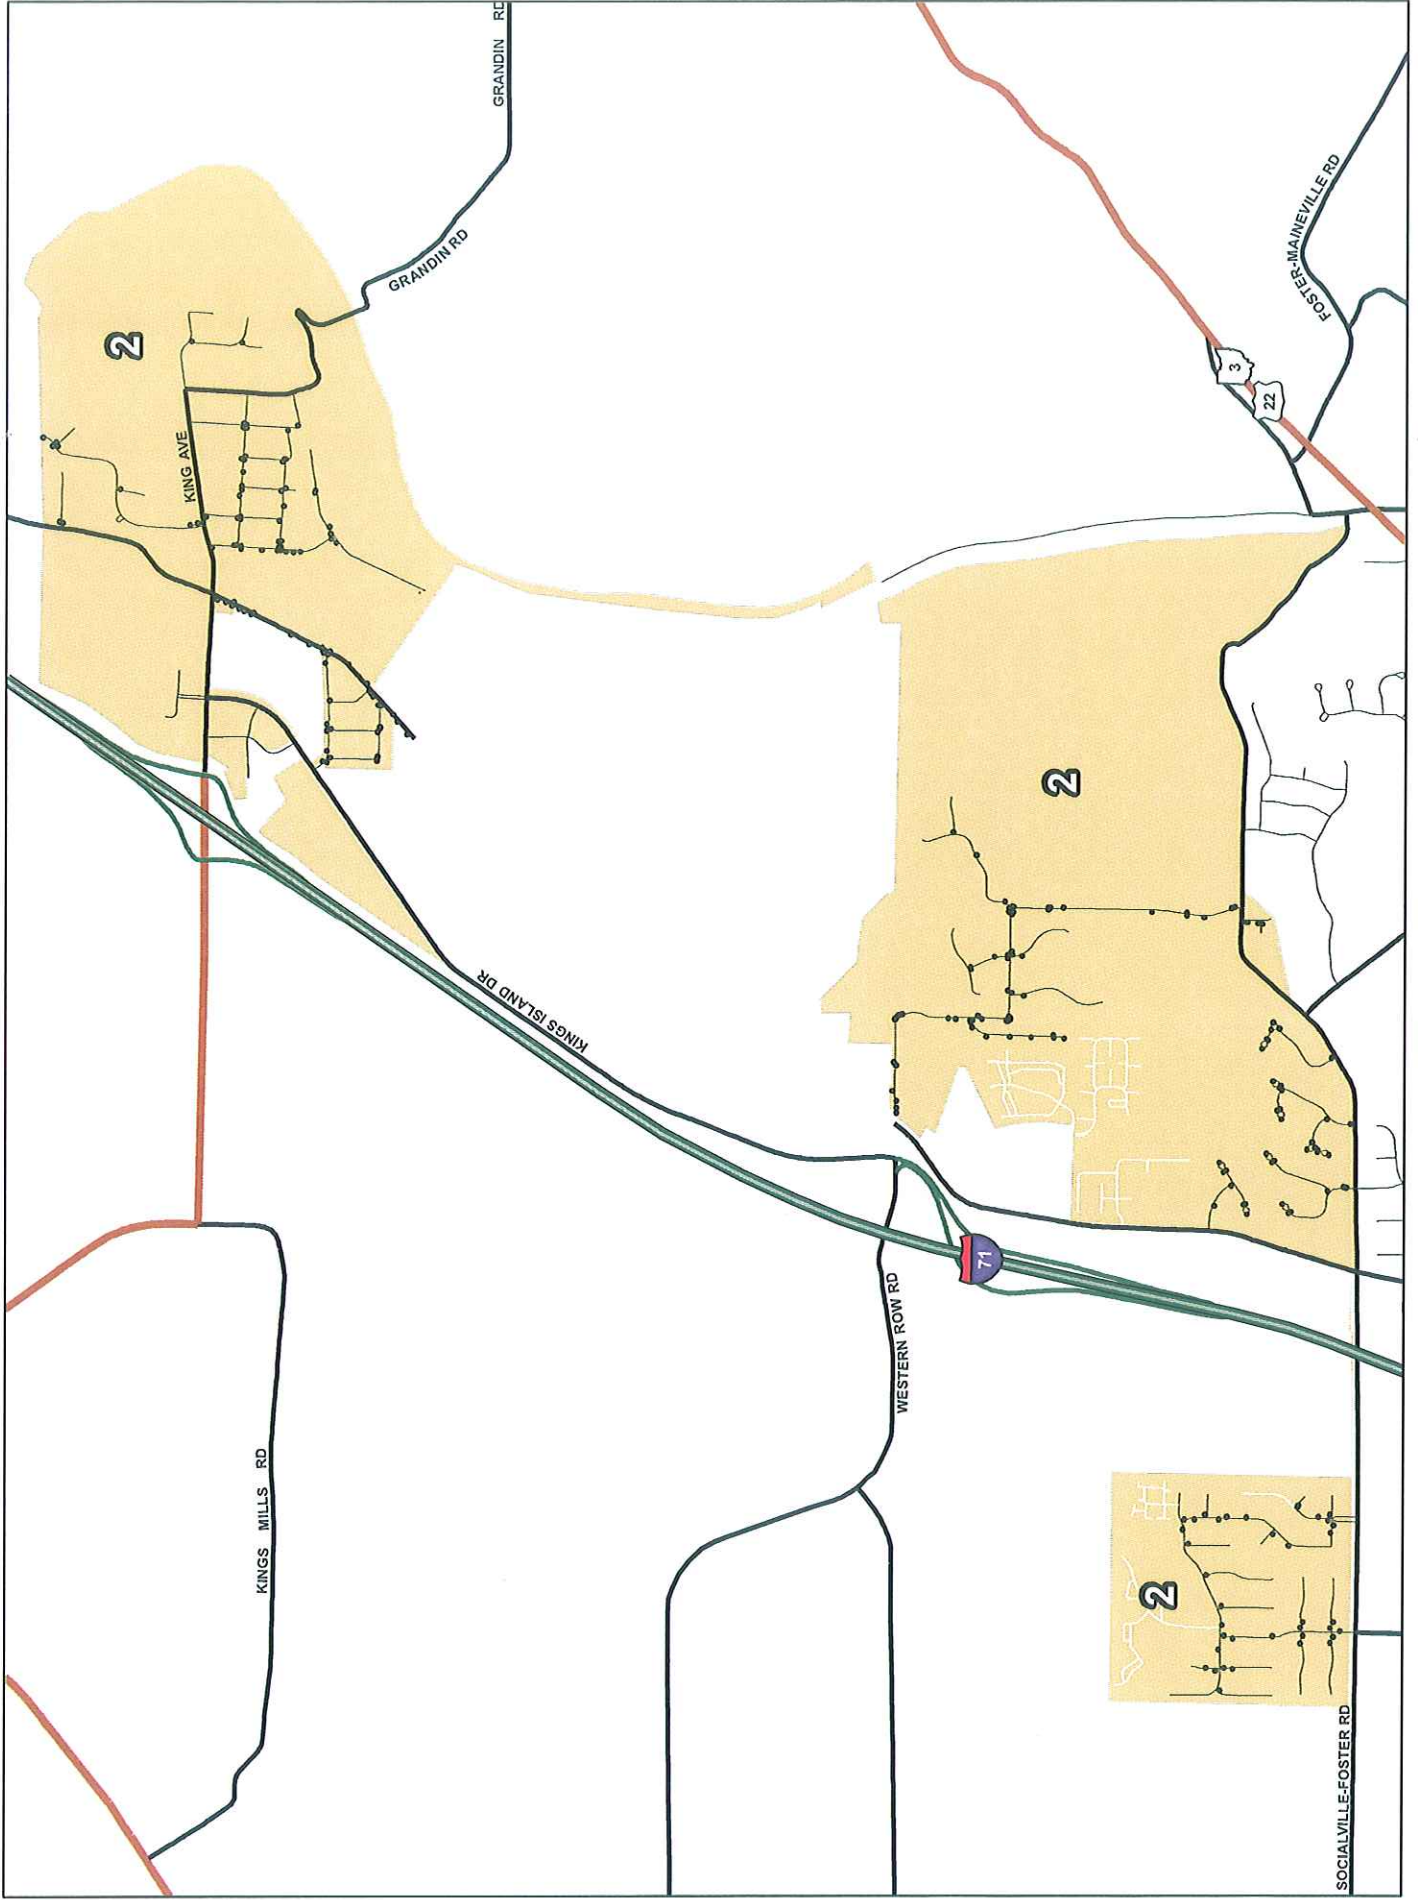 GRANDIN RD
GRANDIN RD
2
KING AVE
FOSTER-MAINEVILLE RD
3
22
KINGS ISLAND DR
2
71
WESTERN ROW RD
KINGS MILLS RD
2
SOCIALVILLE-FOSTER RD